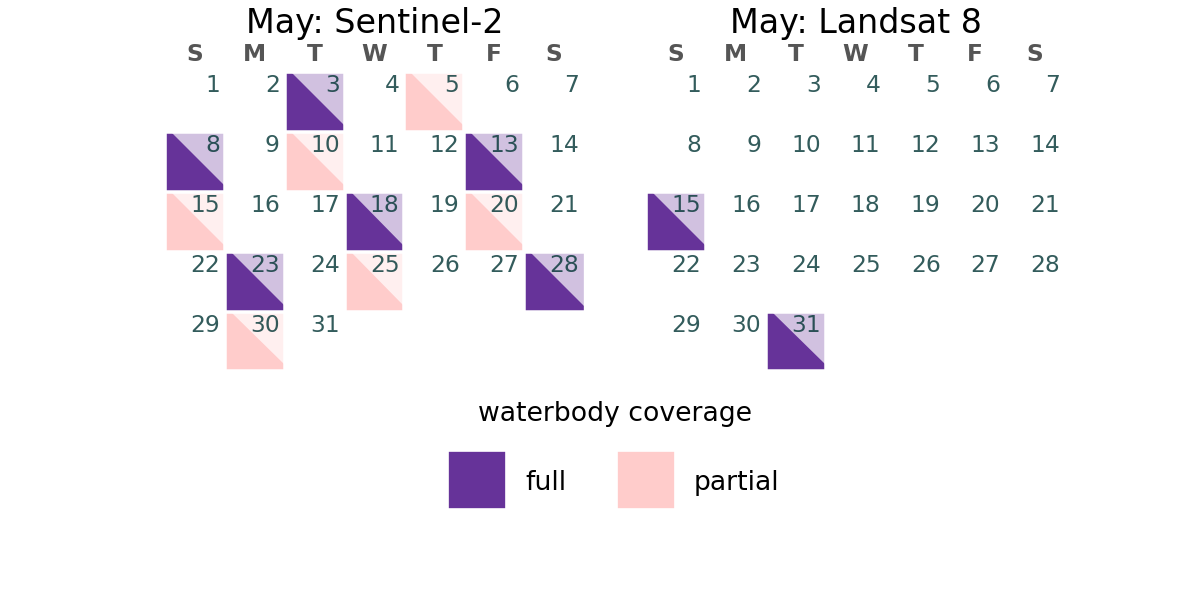 May: Sentinel-2
S M T W T F S
1 2 3 4 5 6 7
8 9 10 11 12 13 14
15 16 17 18 19 20 21
22 23 24 25 26 27 28
29 30 31
May: Landsat 8
S M T W T F S
1 2 3 4 5 6 7
8 9 10 11 12 13 14
15 16 17 18 19 20 21
22 23 24 25 26 27 28
29 30 31
waterbody coverage
full
partial